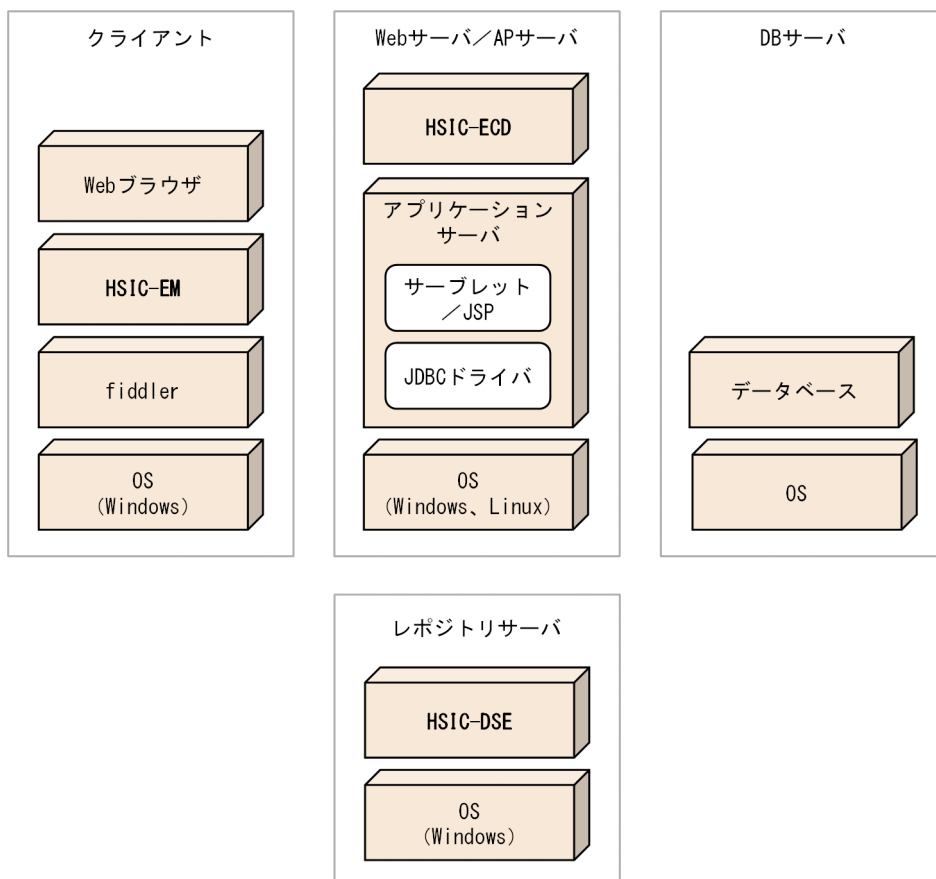 クライアント
Webブラウザ
HSIC-EM
fiddler
OS
(Windows)
Webサーバ／APサーバ
HSIC-ECD
アプリケーション
サーバ
サーブレット
／JSP
JDBCドライバ
OS
(Windows、Linux)
DBサーバ
データベース
OS
レポジトリサーバ
HSIC-DSE
OS
(Windows)